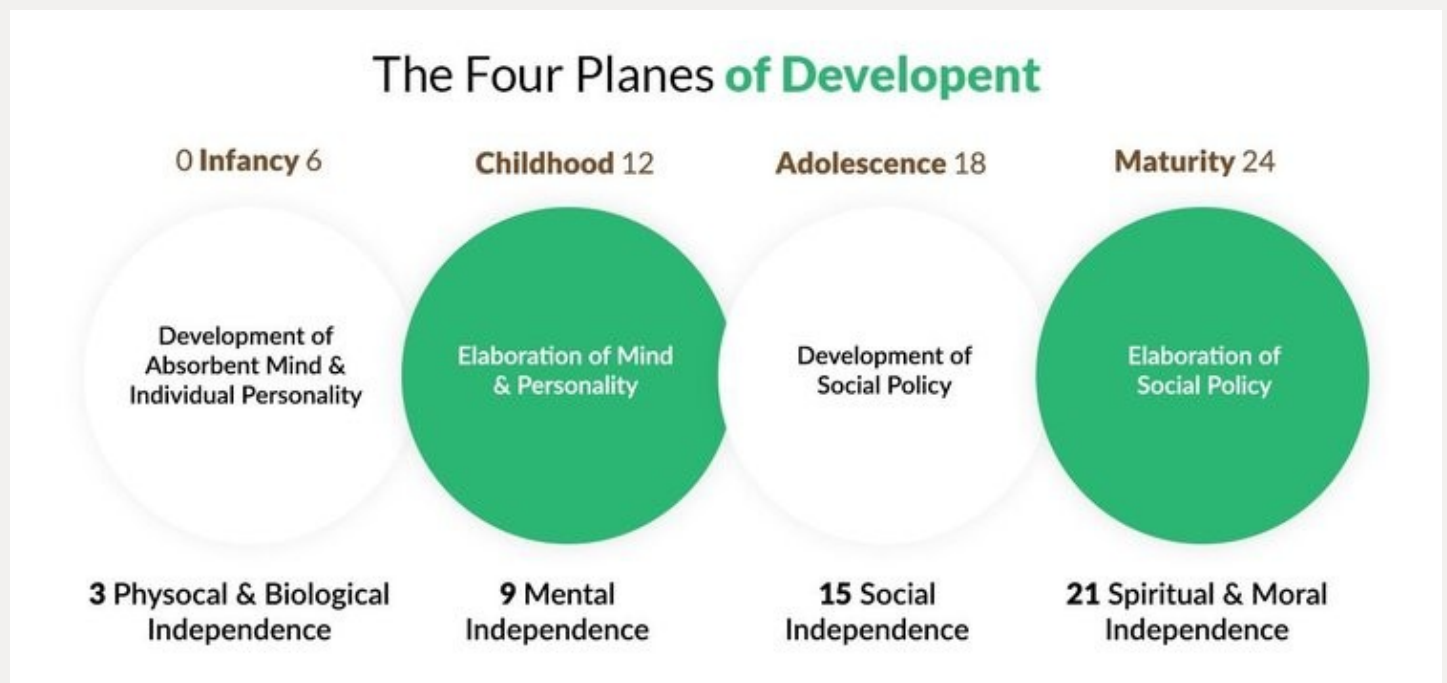 The Four Planes of Developent
0 Infancy 6
Childhood 12
Adolescence 18
Maturity 24
Development of
Absorbent Mind &
Individual Personality
Elaboration of Mind
& Personality
Development of
Social Policy
Elaboration of
Social Policy
3 Physocal & Biological
Independence
9 Mental
Independence
15 Social
Independence
21 Spiritual & Moral
Independence